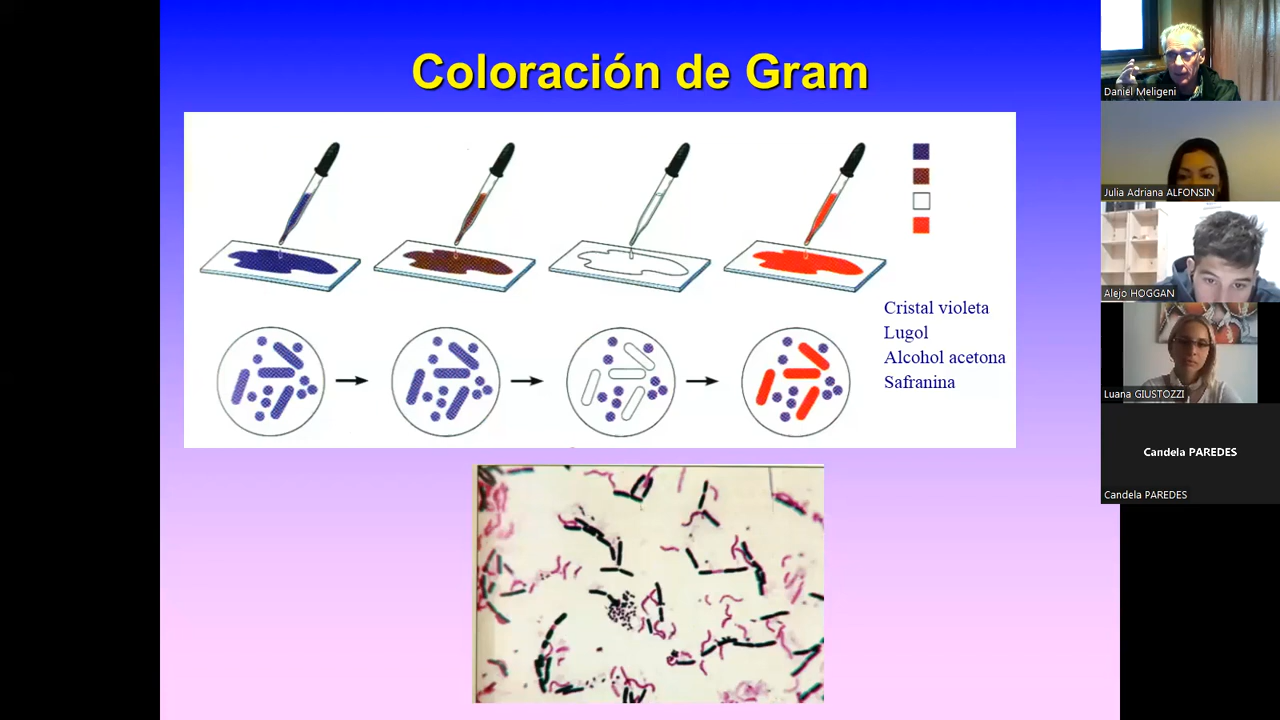 Coloración de Gram
Cristal violeta
Lugol
Alcohol acetona
Safranina
Daniel Meligeni
Julia Adriana ALFONSIN
Alejo HOGGAN
Luana GIUSTOZZI
Candela PAREDES
Candela PAREDES